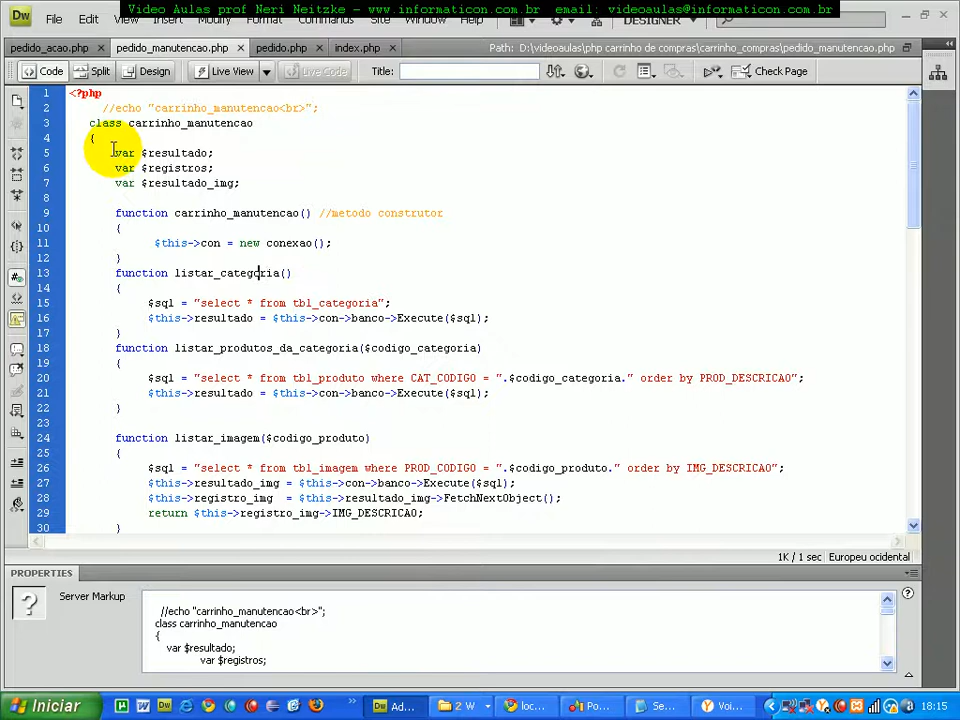 Video Aulas prof Neri Neitzke - www.informaticon.com.br email: videoaulas@informaticon.com.br
Dw File Edit View Insert Modify Format Commands Site Window Help DESIGNER
pedido_acao.php pedido_manutencao.php pedido.php index.php Path: D:\videoaulas\php carrinho de compras\carrinho_compras\pedido_manutencao.php
Code Split Design Live View Live Code Title: Check Page
1 <?php
2 //echo "carrinho_manutencao<br>";
3 class carrinho_manutencao
4 {
5 var $resultado;
6 var $registros;
7 var $resultado_img;
8
9 function carrinho_manutencao() //metodo construtor
10 {
11 $this->con = new conexao();
12 }
13 function listar_categoria()
14 {
15 $sql = "select * from tbl_categoria";
16 $this->resultado = $this->con->banco->Execute($sql);
17 }
18 function listar_produtos_da_categoria($codigo_categoria)
19 {
20 $sql = "select * from tbl_produto where CAT_CODIGO = ".$codigo_categoria." order by PROD_DESCRICAO";
21 $this->resultado = $this->con->banco->Execute($sql);
22 }
23
24 function listar_imagem($codigo_produto)
25 {
26 $sql = "select * from tbl_imagem where PROD_CODIGO = ".$codigo_produto." order by IMG_DESCRICAO";
27 $this->resultado_img = $this->con->banco->Execute($sql);
28 $this->registro_img = $this->resultado_img->FetchNextObject();
29 return $this->registro_img->IMG_DESCRICAO;
30 }
1K / 1 sec Europeu ocidental
PROPERTIES
Server Markup
//echo "carrinho_manutencao<br>";
class carrinho_manutencao
{
var $resultado;
var $registros;
Iniciar Ad... 2 W loc... Po... Se... Voi... 18:15